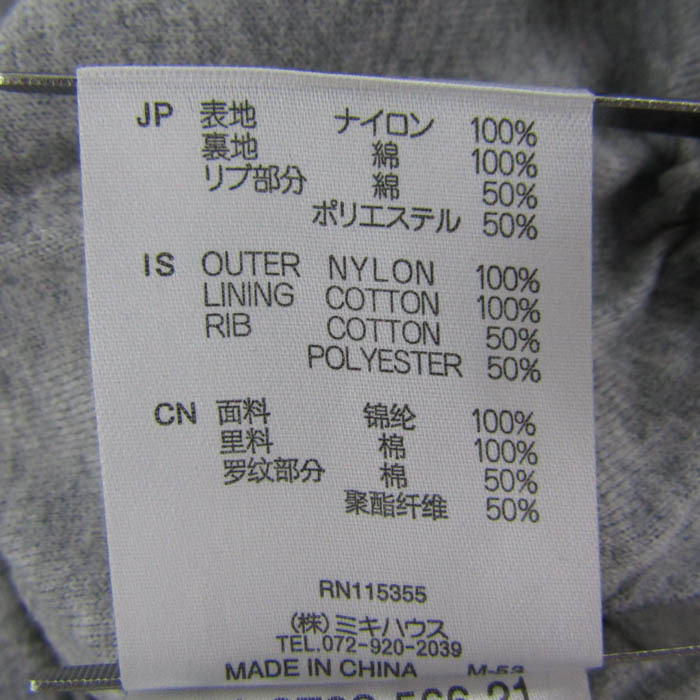 JP 表地 ナイロン 100%
裏地 綿 100%
リブ部分 綿 50%
ポリエステル 50%
IS OUTER NYLON 100%
LINING COTTON 100%
RIB COTTON 50%
POLYESTER 50%
CN 面料 锦纶 100%
里料 棉 100%
罗纹部分 棉 50%
聚酯纤维 50%
RN115355
(株)ミキハウス
TEL.072-920-2039
MADE IN CHINA M-53